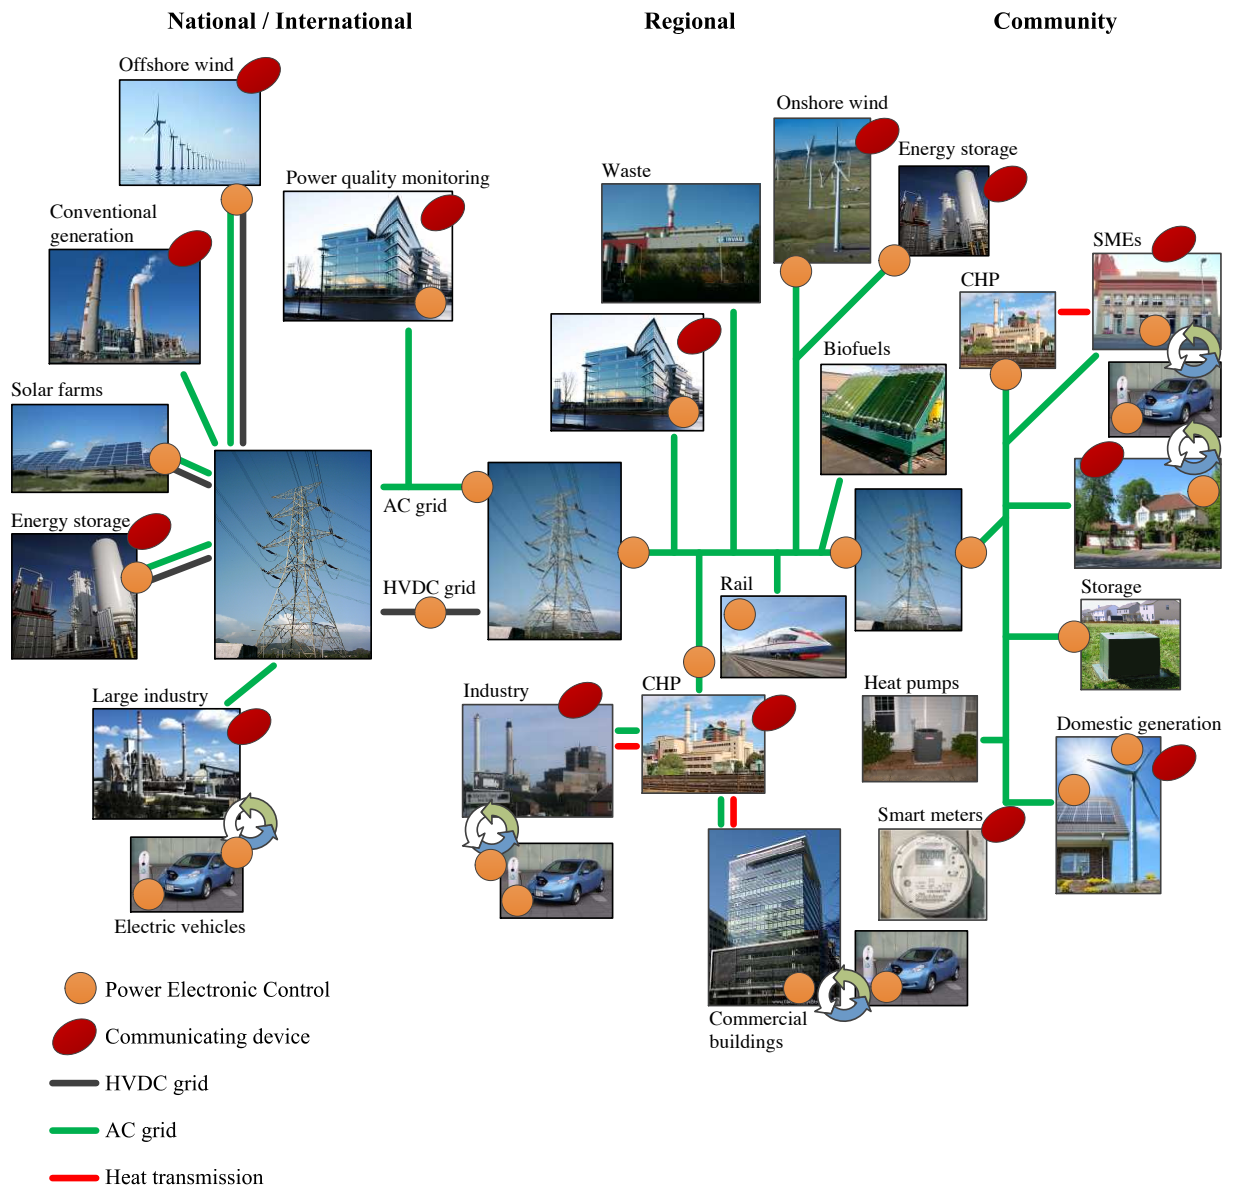 National / International
Regional
Community
Offshore wind
Onshore wind
Energy storage
Power quality monitoring
Waste
Conventional
generation
SMEs
CHP
Biofuels
Solar farms
AC grid
Energy storage
HVDC grid
Rail
Storage
Large industry
Industry
CHP
Heat pumps
Domestic generation
Smart meters
Electric vehicles
Commercial
buildings
Power Electronic Control
Communicating device
HVDC grid
AC grid
Heat transmission